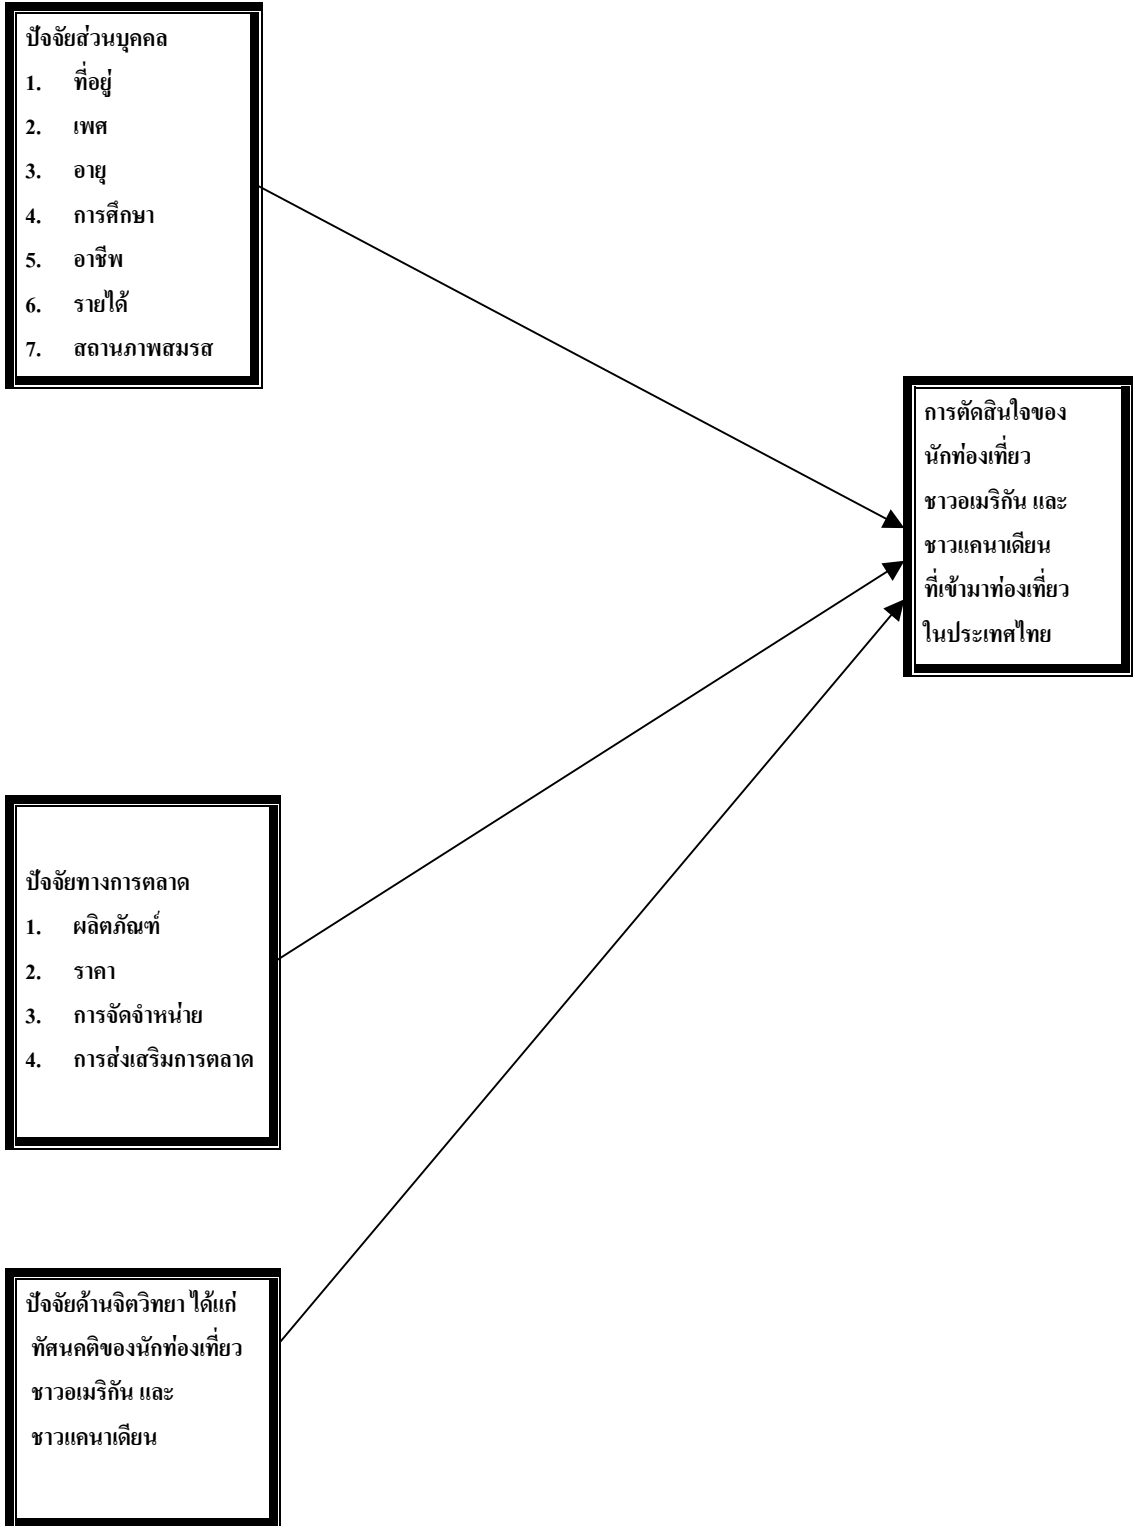 ปัจจัยส่วนบุคคล
1. ที่อยู่
2. เพศ
3. อายุ
4. การศึกษา
5. อาชีพ
6. รายได้
7. สถานภาพสมรส
การตัดสินใจของ
นักท่องเที่ยว
ชาวอเมริกัน และ
ชาวแคนาเดียน
ที่เข้ามาท่องเที่ยว
ในประเทศไทย
ปัจจัยทางการตลาด
1. ผลิตภัณฑ์
2. ราคา
3. การจัดจำหน่าย
4. การส่งเสริมการตลาด
ปัจจัยด้านจิตวิทยา ได้แก่
ทัศนคติของนักท่องเที่ยว
ชาวอเมริกัน และ
ชาวแคนาเดียน